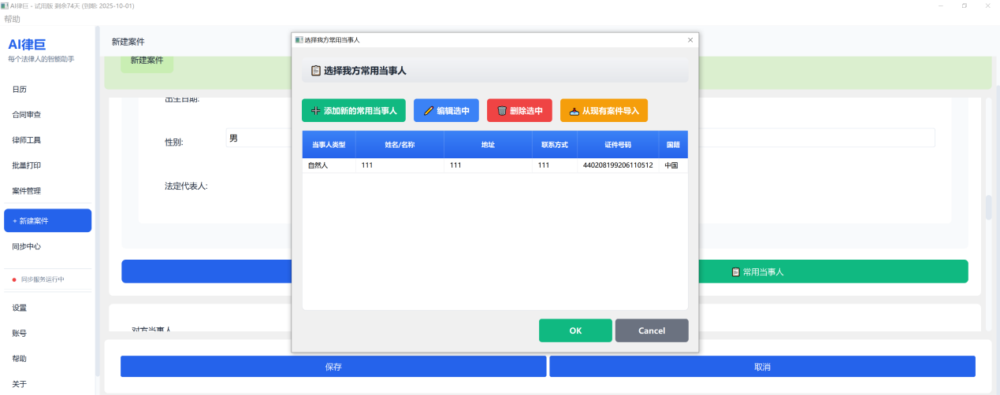 AI律巨 - 试用版 剩余74天 (到期: 2025-10-01)
帮助
AI律巨
每个法律人的智能助手
日历
合同审查
律师工具
批量打印
案件管理
+ 新建案件
同步中心
同步服务运行中
设置
账号
帮助
关于
新建案件
新建案件
出生日期:
性别:
男
法定代表人:
常用当事人
对方当事人
保存
取消
选择我方常用当事人
选择我方常用当事人
添加新的常用当事人 编辑选中 删除选中 从现有案件导入
当事人类型 姓名/名称 地址 联系方式 证件号码 国籍
自然人 111 111 111 440208199206110512 中国
OK Cancel